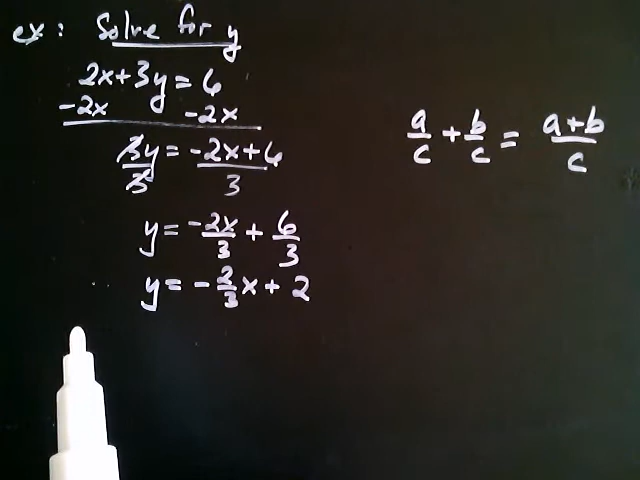 ex: Solve for y
2x+3y=6
-2x -2x
3y/3 = -2x+6/3
y = -2x/3 + 6/3
y = -2/3x + 2
a/c + b/c = a+b/c